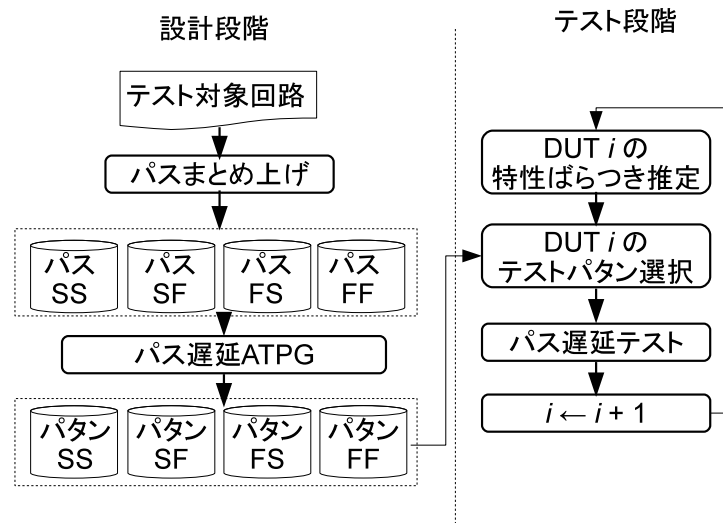 設計段階
テスト対象回路
パスまとめ上げ
パス
SS
パス
SF
パス
FS
パス
FF
パス遅延ATPG
パタン
SS
パタン
SF
パタン
FS
パタン
FF
テスト段階
DUT i の
特性ばらつき推定
DUT i の
テストパタン選択
パス遅延テスト
i ← i + 1